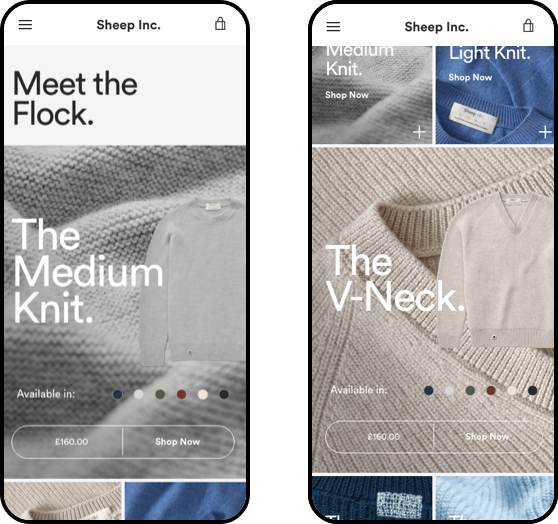 Sheep Inc.
Meet the
Flock.
The
Medium
Knit.
Available in:
£160.00
Shop Now
Sheep Inc.
Medium
Knit.
Shop Now
Light Knit.
Shop Now
The
V-Neck.
Available in:
£160.00
Shop Now